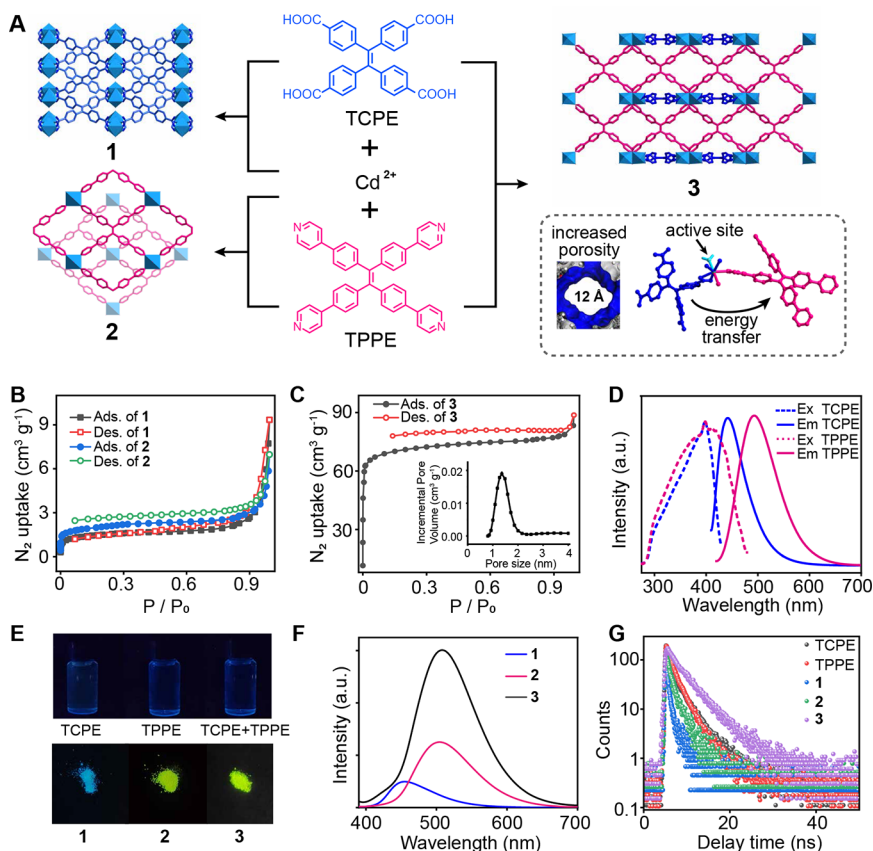 A
HOOC
COOH
HOOC
COOH
TCPE
+
Cd2+
+
N
N
N
N
TPPE
1
2
3
increased
porosity
12 Å
active site
energy
transfer
B
N₂ uptake (cm³ g⁻¹)
9
6
3
0
Ads. of 1
Des. of 1
Ads. of 2
Des. of 2
0
0.3
0.6
0.9
P / P₀
C
N₂ uptake (cm³ g⁻¹)
90
60
30
Ads. of 3
Des. of 3
Incremental Pore
Volume (cm³ g⁻¹)
0.02
0.01
0.00
0
1
2
3
4
Pore size (nm)
0
0.3
0.6
0.9
P / P₀
D
Intensity (a.u.)
Ex TCPE
Em TCPE
Ex TPPE
Em TPPE
300
400
500
600
700
Wavelength (nm)
E
TCPE
TPPE
TCPE+TPPE
1
2
3
F
Intensity (a.u.)
1
2
3
400
500
600
700
Wavelength (nm)
G
Counts
100
10
1
0.1
TCPE
TPPE
1
2
3
0
20
40
Delay time (ns)